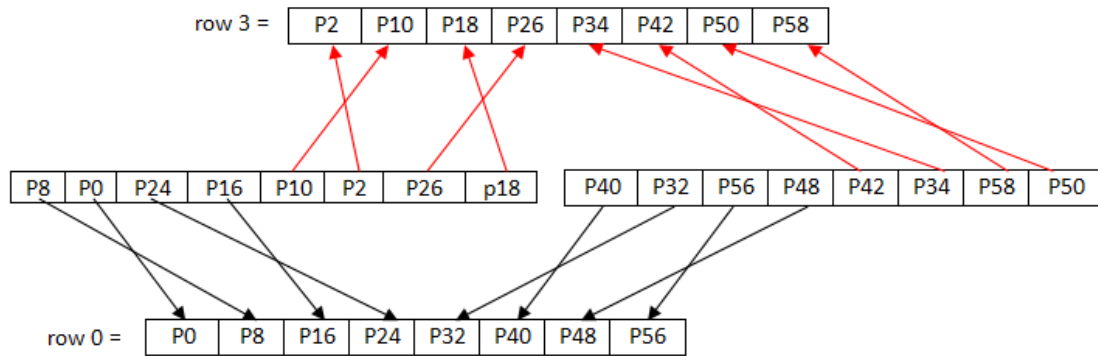 row 3 = P2 P10 P18 P26 P34 P42 P50 P58
P8 P0 P24 P16 P10 P2 P26 p18 P40 P32 P56 P48 P42 P34 P58 P50
row 0 = P0 P8 P16 P24 P32 P40 P48 P56